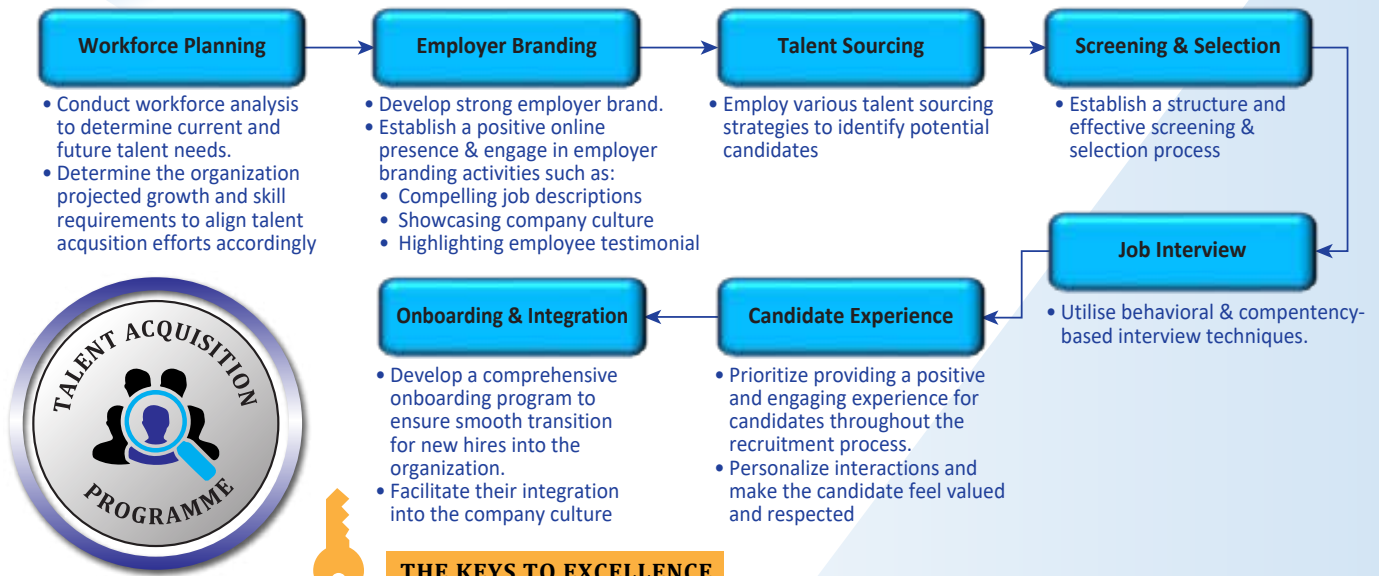 Workforce Planning
• Conduct workforce analysis
to determine current and
future talent needs.
• Determine the organization
projected growth and skill
requirements to align talent
acqusition efforts accordingly
Employer Branding
• Develop strong employer brand.
• Establish a positive online
presence & engage in employer
branding activities such as:
• Compelling job descriptions
• Showcasing company culture
• Highlighting employee testimonial
Talent Sourcing
• Employ various talent sourcing
strategies to identify potential
candidates
Screening & Selection
• Establish a structure and
effective screening &
selection process
Job Interview
• Utilise behavioral & compentency-
based interview techniques.
Candidate Experience
• Prioritize providing a positive
and engaging experience for
candidates throughout the
recruitment process.
• Personalize interactions and
make the candidate feel valued
and respected
Onboarding & Integration
• Develop a comprehensive
onboarding program to
ensure smooth transition
for new hires into the
organization.
• Facilitate their integration
into the company culture
TALENT ACQUISITION
PROGRAMME
THE KEYS TO EXCELLENCE